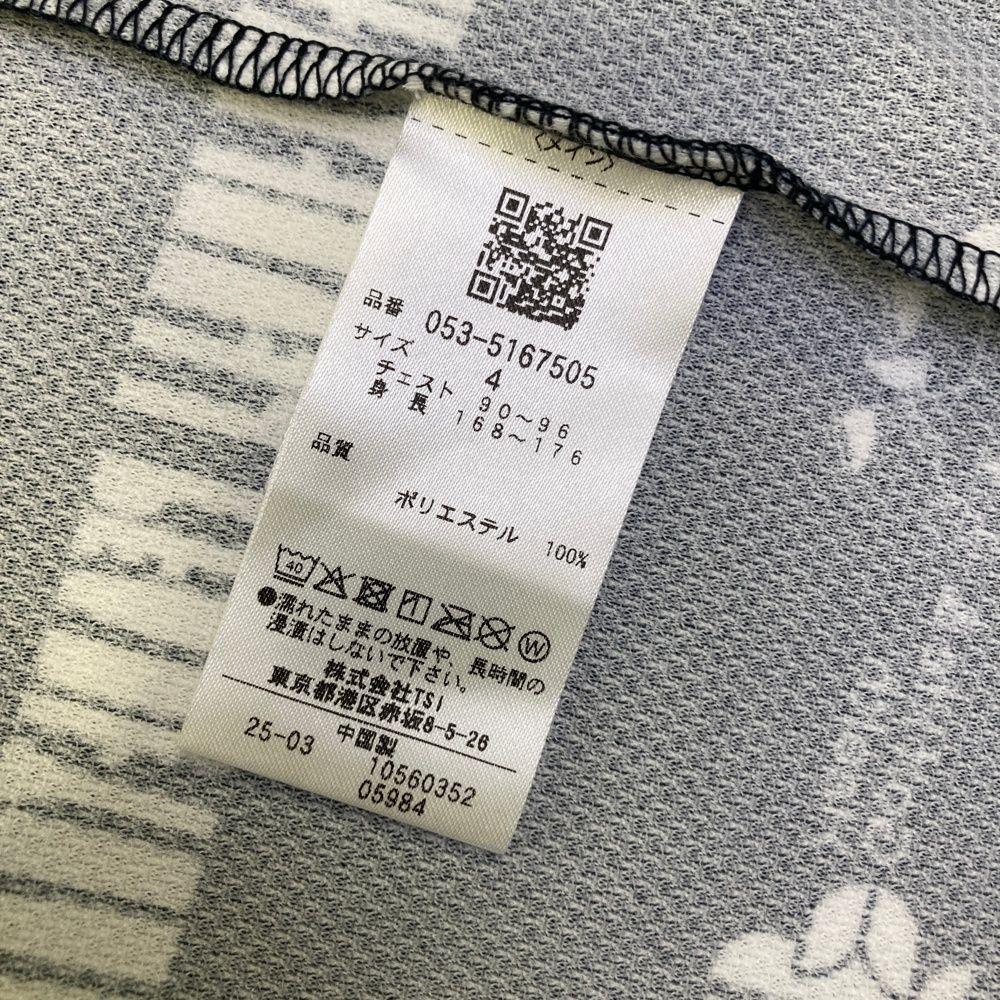 〈メイン〉
品番 053-5167505
サイズ 4
チェスト 90〜96
身長 168〜176
品質
ポリエステル 100%
40
W
●濡れたままの放置や、長時間の
浸漬はしないで下さい。
株式会社TSI
東京都港区赤坂8-5-26
25-03 中国製
10560352
05984